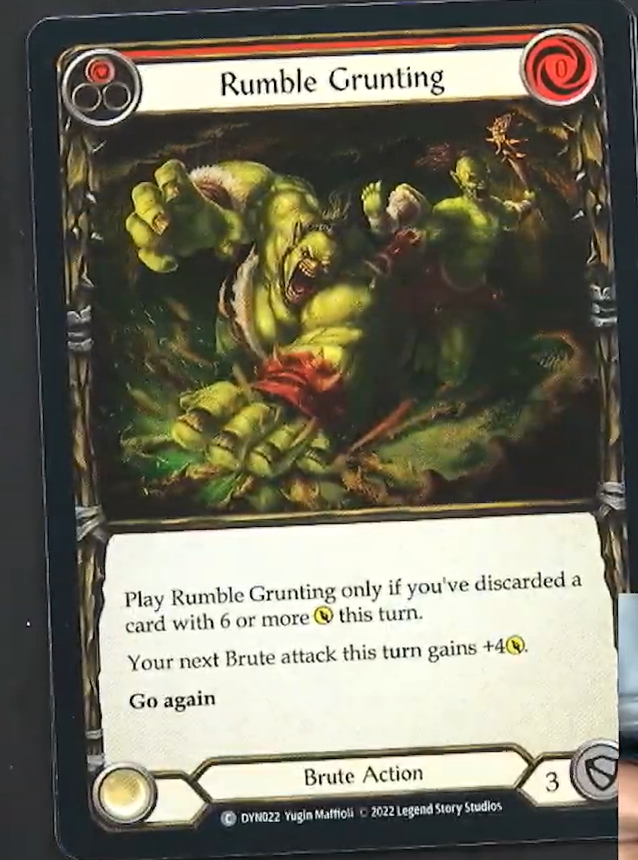 Rumble Grunting
0
Play Rumble Grunting only if you've discarded a
card with 6 or more this turn.
Your next Brute attack this turn gains +4.
Go again
Brute Action
3
C DYN022 Yugin Maffioli © 2022 Legend Story Studios